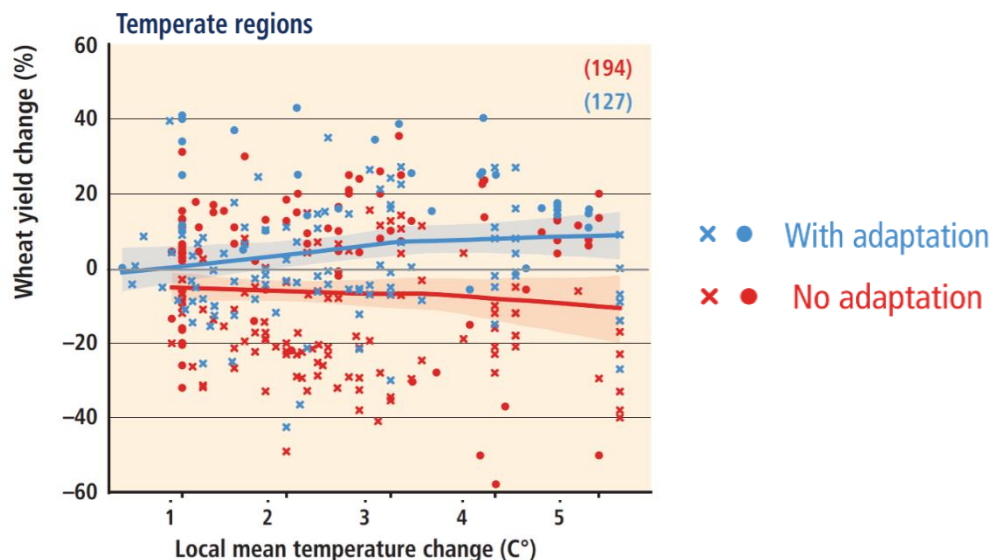 Temperate regions
Wheat yield change (%)
60
40
20
0
–20
–40
–60
(194)
(127)
With adaptation
No adaptation
1 2 3 4 5
Local mean temperature change (C°)